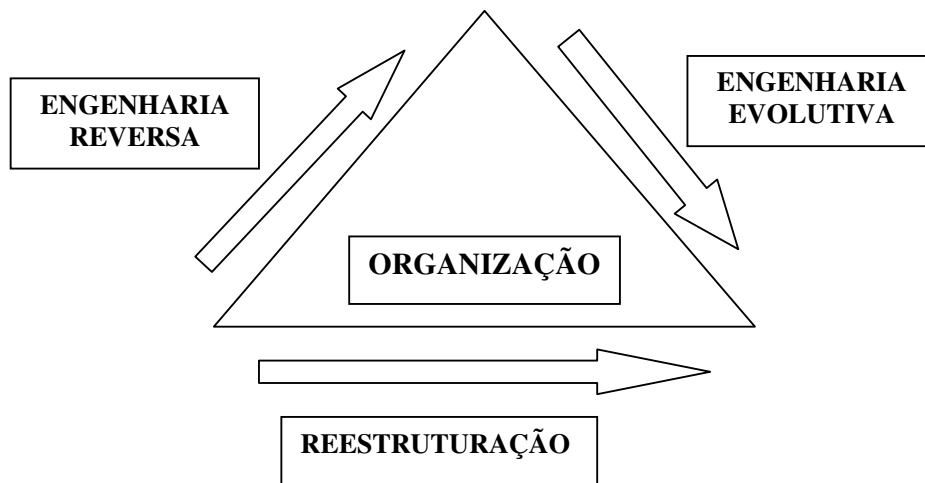 ENGENHARIA
REVERSA
ENGENHARIA
EVOLUTIVA
ORGANIZAÇÃO
REESTRUTURAÇÃO